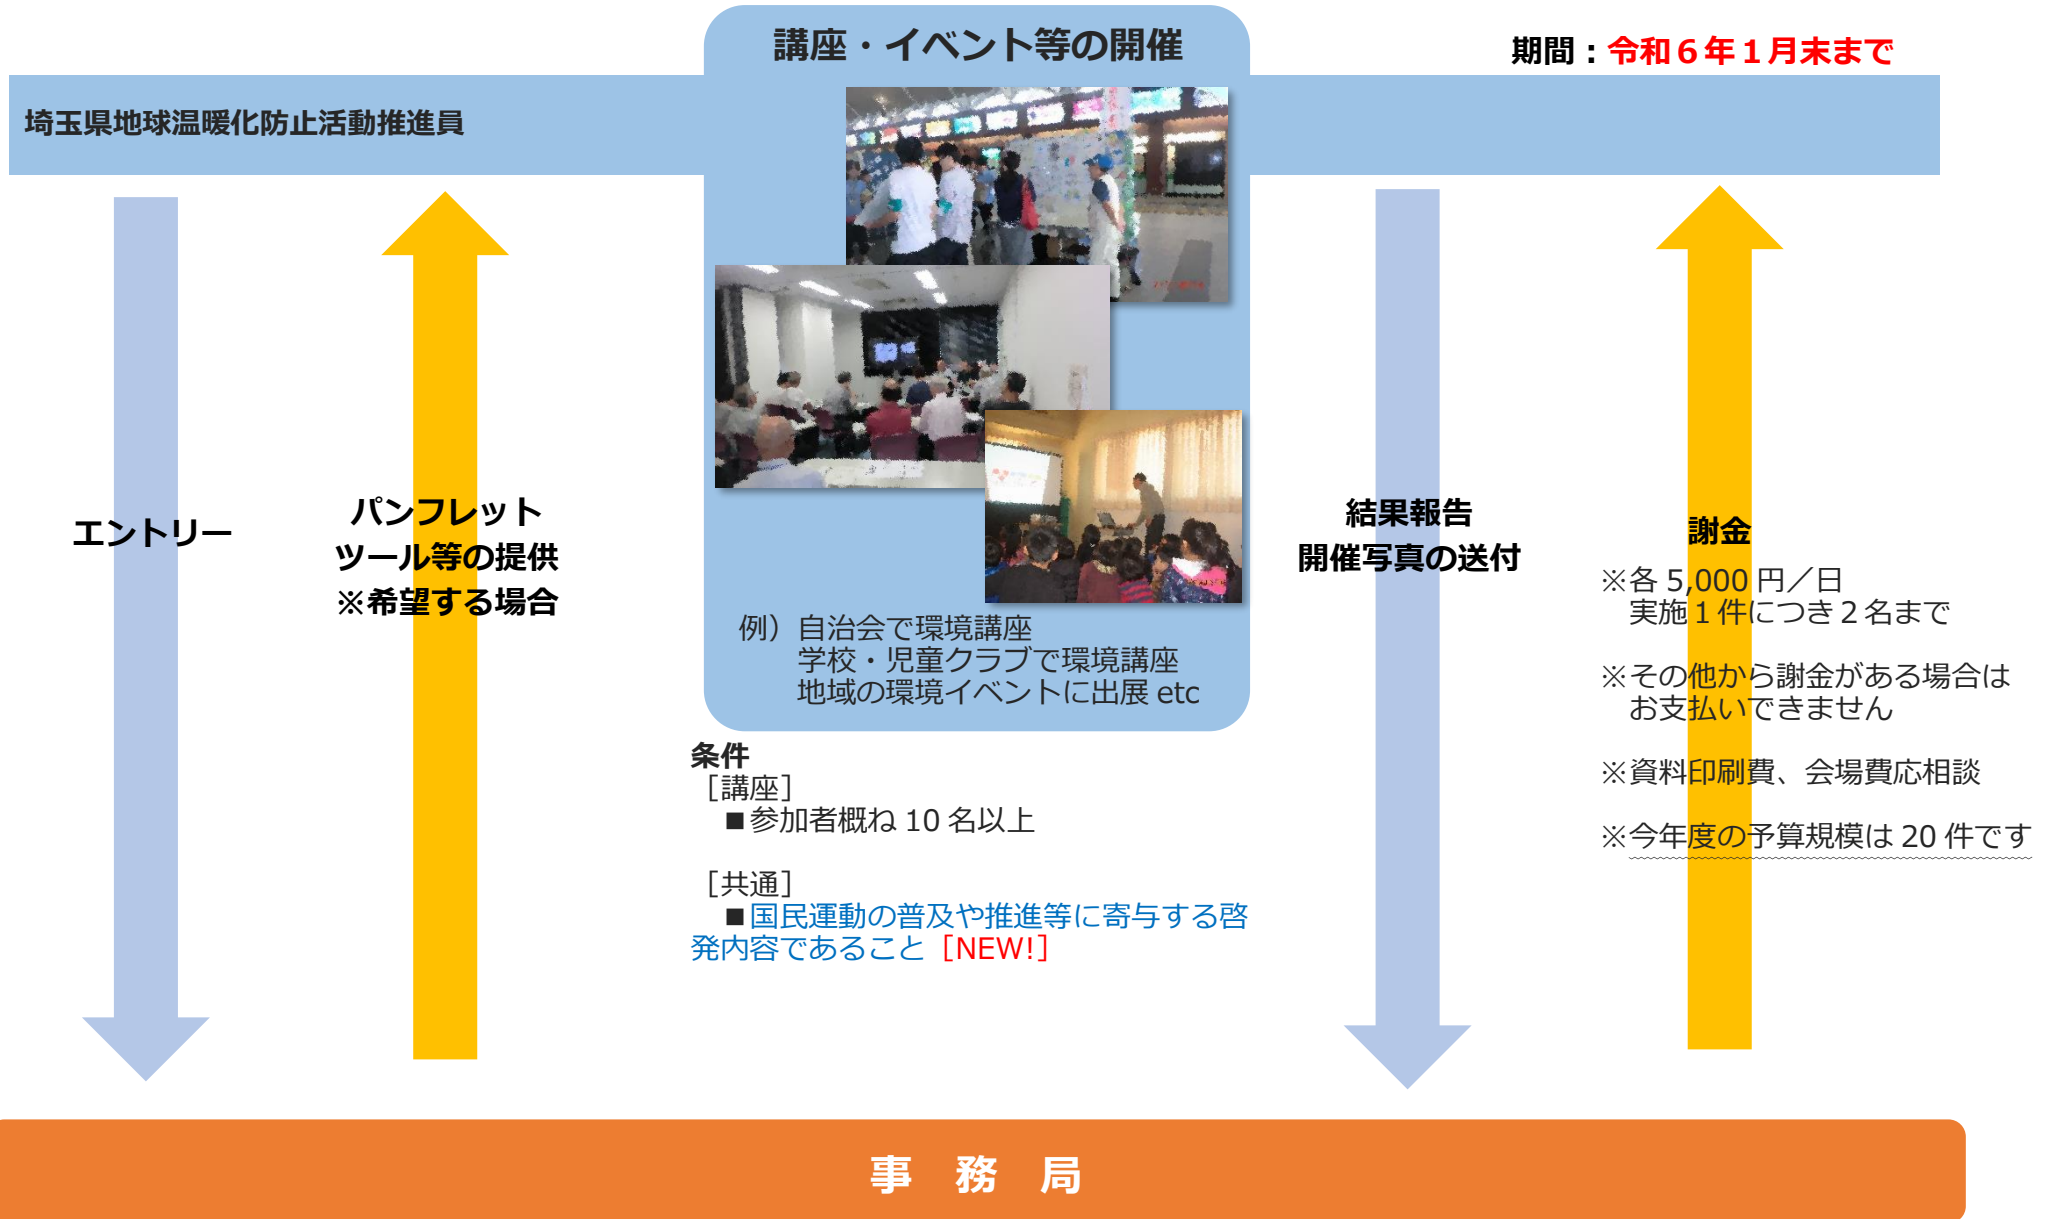 講座・イベント等の開催
期間：令和６年１月末まで
埼玉県地球温暖化防止活動推進員
エントリー
パンフレット
ツール等の提供
※希望する場合
例）自治会で環境講座
学校・児童クラブで環境講座
地域の環境イベントに出展 etc
条件
［講座］
■参加者概ね 10 名以上
［共通］
■国民運動の普及や推進等に寄与する啓
発内容であること［NEW!］
結果報告
開催写真の送付
謝金
※各 5,000 円／日
実施１件につき２名まで
※その他から謝金がある場合は
お支払いできません
※資料印刷費、会場費応相談
※今年度の予算規模は 20 件です
事　務　局